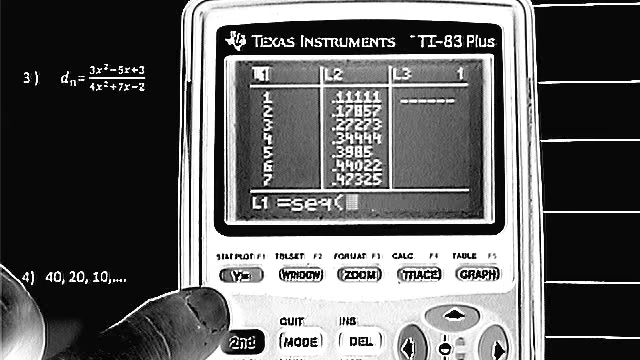 TEXAS INSTRUMENTS TI-83 Plus
3) dn = 3x²-5x+3 / 4x²+7x-2
L1 L2 L3 1
1 .11111 ------
2 .17857
3 .27273
4 .34444
5 .3985
6 .44022
7 .47325
L1 =seq(
STAT PLOT F1 TBLSET F2 FORMAT F3 CALC F4 TABLE F5
Y= WINDOW ZOOM TRACE GRAPH
4) 40, 20, 10,....
QUIT INS
2nd MODE DEL